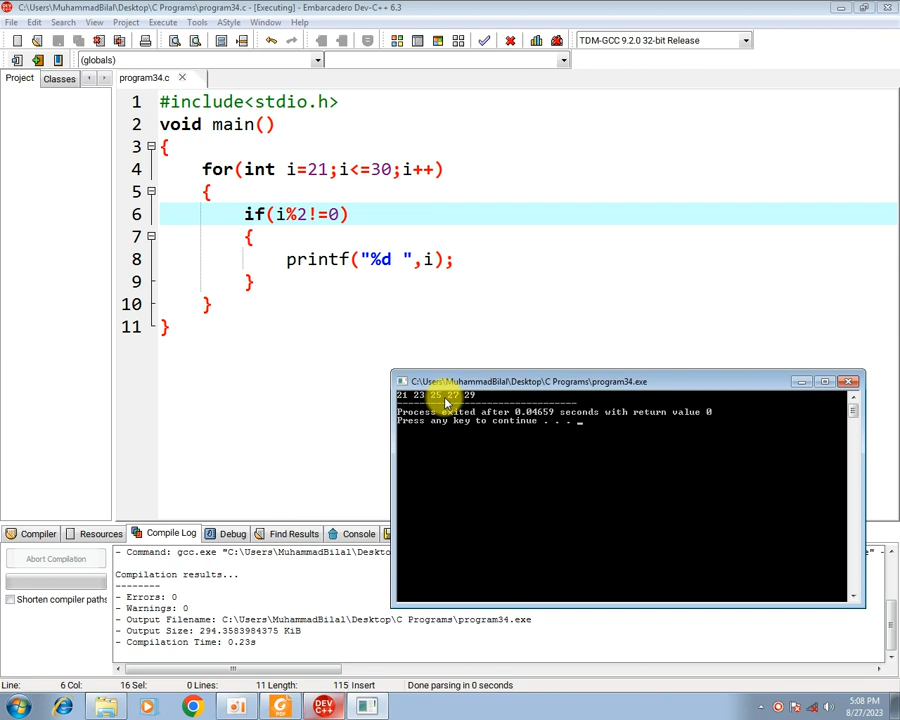 C:\Users\MuhammadBilal\Desktop\C Programs\program34.c - [Executing] - Embarcadero Dev-C++ 6.3
File Edit Search View Project Execute Tools AStyle Window Help
TDM-GCC 9.2.0 32-bit Release
(globals)
Project Classes
program34.c
1 #include<stdio.h>
2 void main()
3 {
4 for(int i=21;i<=30;i++)
5 {
6 if(i%2!=0)
7 {
8 printf("%d ",i);
9 }
10 }
11 }
C:\Users\MuhammadBilal\Desktop\C Programs\program34.exe
21 23 25 27 29
Process exited after 0.04659 seconds with return value 0
Press any key to continue . . . _
Compiler Resources Compile Log Debug Find Results Console
Abort Compilation
Shorten compiler paths
- Command: gcc.exe "C:\Users\MuhammadBilal\Deskto
Compilation results...
--------
- Errors: 0
- Warnings: 0
- Output Filename: C:\Users\MuhammadBilal\Desktop\C Programs\program34.exe
- Output Size: 294.3583984375 KiB
- Compilation Time: 0.23s
Line: 6 Col: 16 Sel: 0 Lines: 11 Length: 115 Insert Done parsing in 0 seconds
DEV C++
PDF
5:08 PM
8/27/2023